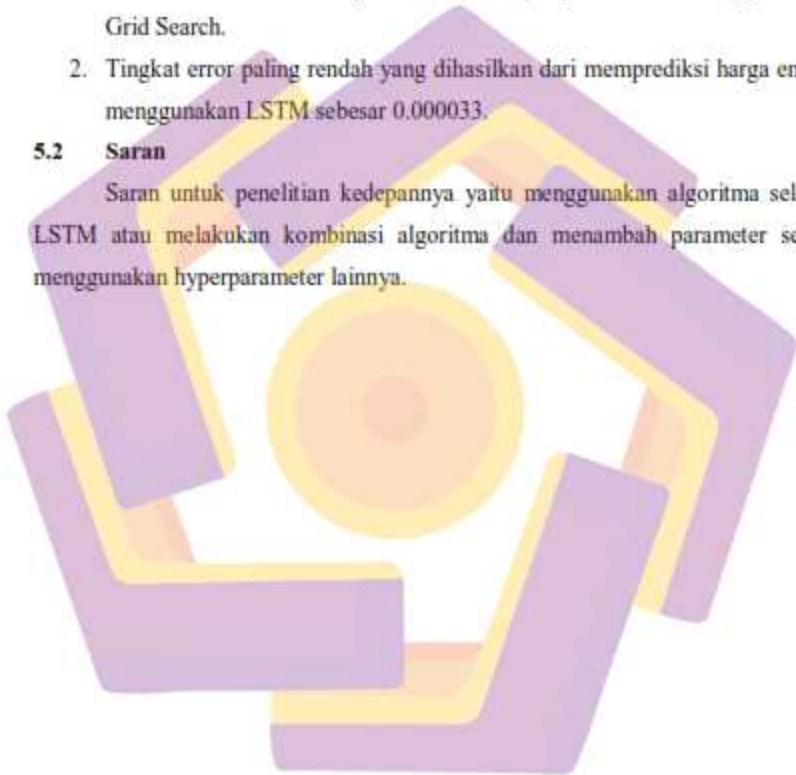 Grid Search.
2. Tingkat error paling rendah yang dihasilkan dari memprediksi harga
menggunakan LSTM sebesar 0.000033.
5.2 Saran
Saran untuk penelitian kedepannya yaitu menggunakan algoritma
LSTM atau melakukan kombinasi algoritma dan menambah parameter
menggunakan hyperparameter lainnya.